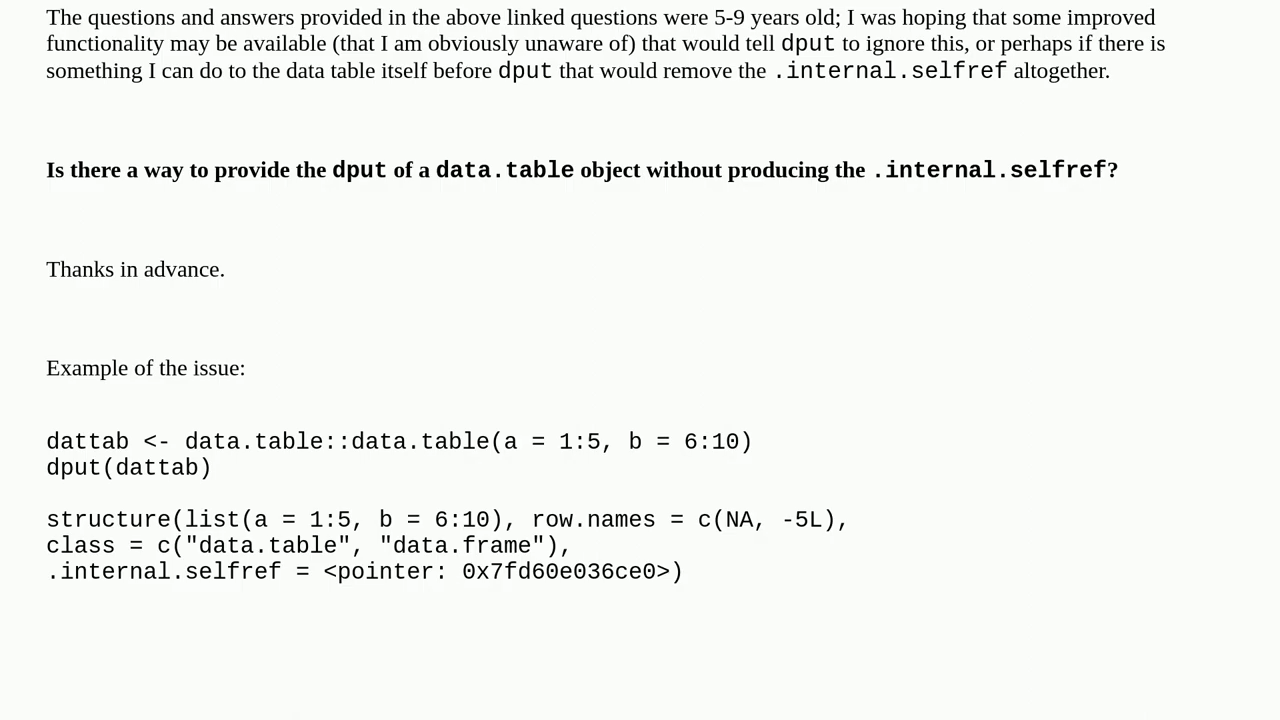 The questions and answers provided in the above linked questions were 5-9 years old; I was hoping that some improved
functionality may be available (that I am obviously unaware of) that would tell dput to ignore this, or perhaps if there is
something I can do to the data table itself before dput that would remove the .internal.selfref altogether.
Is there a way to provide the dput of a data.table object without producing the .internal.selfref?
Thanks in advance.
Example of the issue:
dattab <- data.table::data.table(a = 1:5, b = 6:10)
dput(dattab)
structure(list(a = 1:5, b = 6:10), row.names = c(NA, -5L),
class = c("data.table", "data.frame"),
.internal.selfref = <pointer: 0x7fd60e036ce0>)